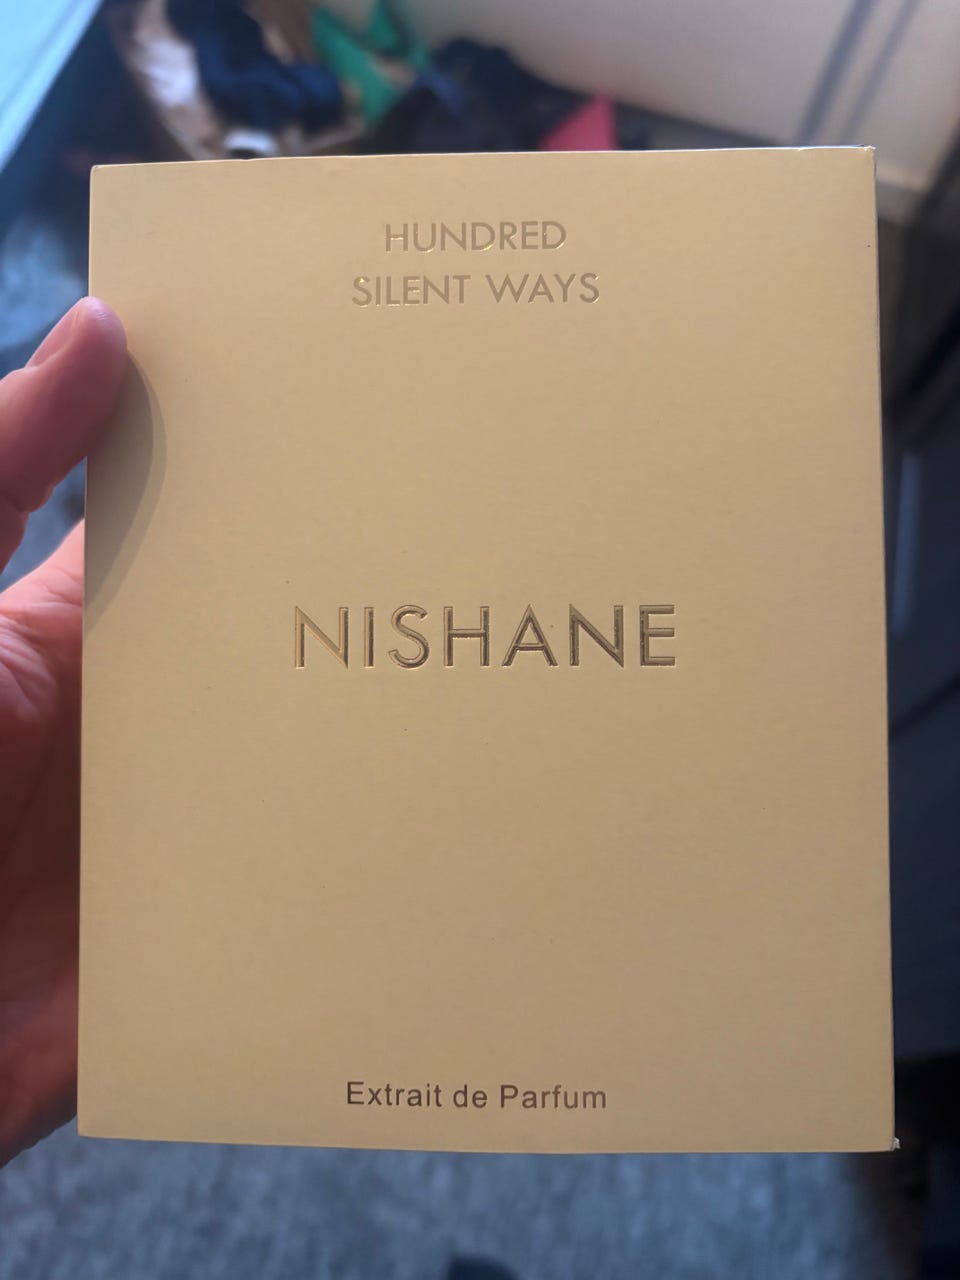 HUNDRED
SILENT WAYS
NISHANE
Extrait de Parfum